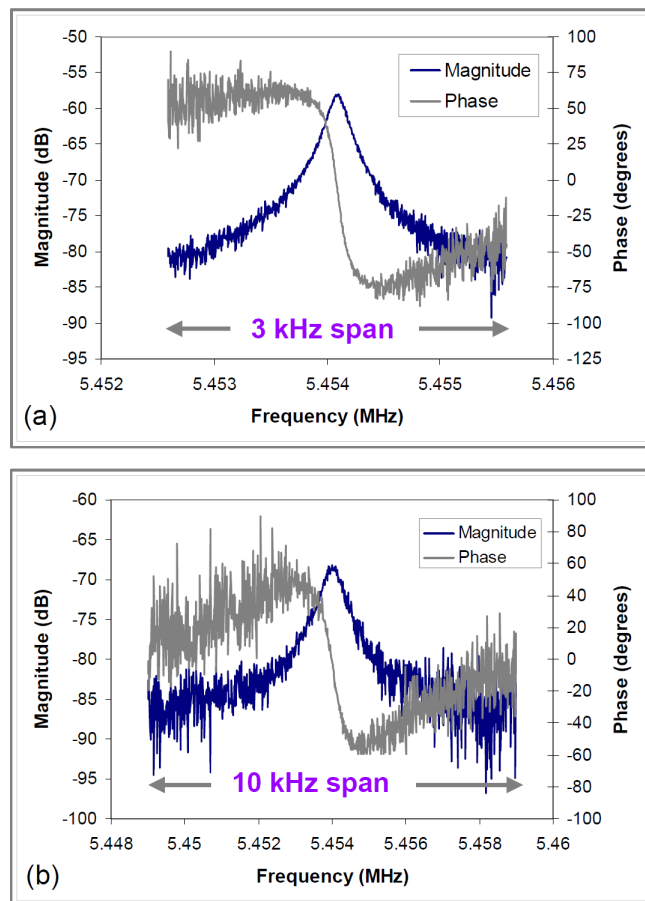 -50
-55
-60
-65
-70
-75
-80
-85
-90
-95
Magnitude (dB)
100
75
50
25
0
-25
-50
-75
-100
-125
Phase (degrees)
Magnitude
Phase
3 kHz span
5.452 5.453 5.454 5.455 5.456
Frequency (MHz)
(a)
-60
-65
-70
-75
-80
-85
-90
-95
-100
Magnitude (dB)
100
80
60
40
20
0
-20
-40
-60
-80
-100
Phase (degrees)
Magnitude
Phase
10 kHz span
5.448 5.45 5.452 5.454 5.456 5.458 5.46
Frequency (MHz)
(b)